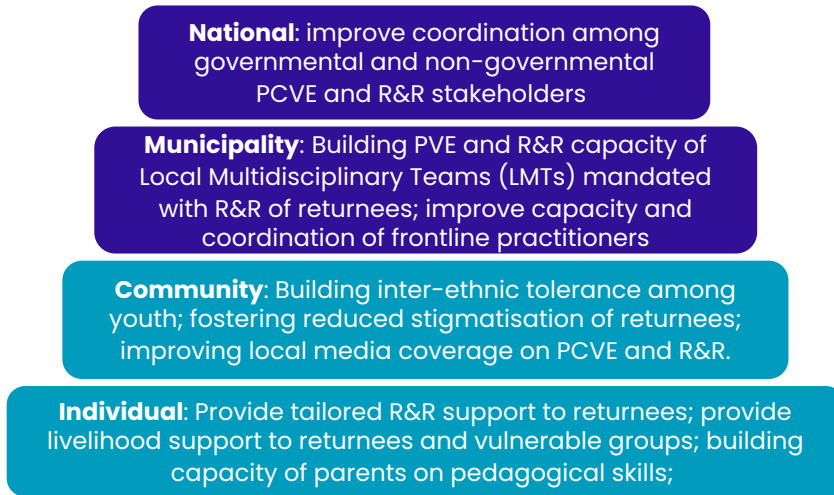 National: improve coordination among
governmental and non-governmental
PCVE and R&R stakeholders
Municipality: Building PVE and R&R capacity of
Local Multidisciplinary Teams (LMTs) mandated
with R&R of returnees; improve capacity and
coordination of frontline practitioners
Community: Building inter-ethnic tolerance among
youth; fostering reduced stigmatisation of returnees;
improving local media coverage on PCVE and R&R.
Individual: Provide tailored R&R support to returnees; provide
livelihood support to returnees and vulnerable groups; building
capacity of parents on pedagogical skills;